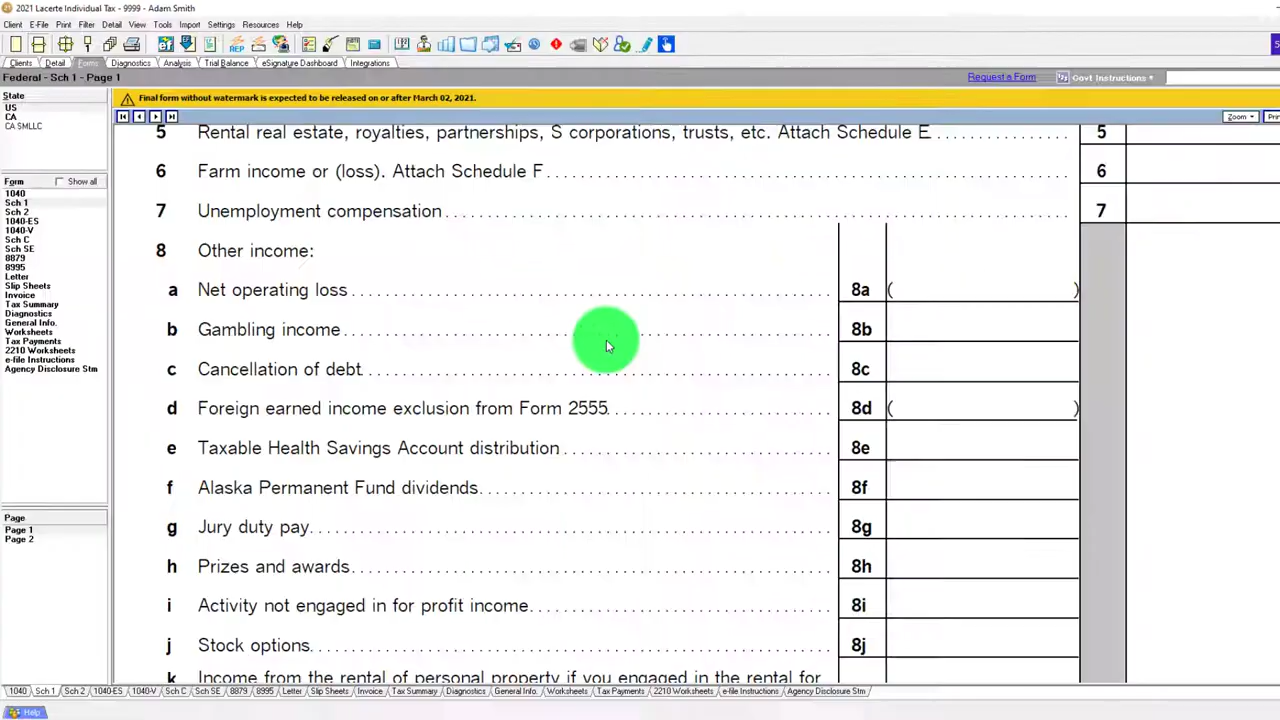 2021 Lacerte Individual Tax - 9999 - Adam Smith
Client E-File Print Filter Detail View Tools Import Settings Resources Help
REP
Clients Detail Forms Diagnostics Analysis Trial Balance eSignature Dashboard Integrations
Federal - Sch 1 - Page 1 Request a Form Govt Instructions
State
US
CA
CA SMLLC
Form Show all
1040
Sch 1
Sch 2
1040-ES
1040-V
Sch C
Sch SE
8879
8995
Letter
Slip Sheets
Invoice
Tax Summary
Diagnostics
General Info.
Worksheets
Tax Payments
2210 Worksheets
e-file Instructions
Agency Disclosure Stm
Page
Page 1
Page 2
Final form without watermark is expected to be released on or after March 02, 2021.
Zoom
5 Rental real estate, royalties, partnerships, S corporations, trusts, etc. Attach Schedule E 5
6 Farm income or (loss). Attach Schedule F 6
7 Unemployment compensation 7
8 Other income:
a Net operating loss 8a ( )
b Gambling income 8b
c Cancellation of debt 8c
d Foreign earned income exclusion from Form 2555 8d ( )
e Taxable Health Savings Account distribution 8e
f Alaska Permanent Fund dividends 8f
g Jury duty pay 8g
h Prizes and awards 8h
i Activity not engaged in for profit income 8i
j Stock options 8j
k Income from the rental of personal property if you engaged in the rental for
1040 Sch 1 Sch 2 1040-ES 1040-V Sch C Sch SE 8879 8995 Letter Slip Sheets Invoice Tax Summary Diagnostics General Info. Worksheets Tax Payments 2210 Worksheets e-file Instructions Agency Disclosure Stm
Help